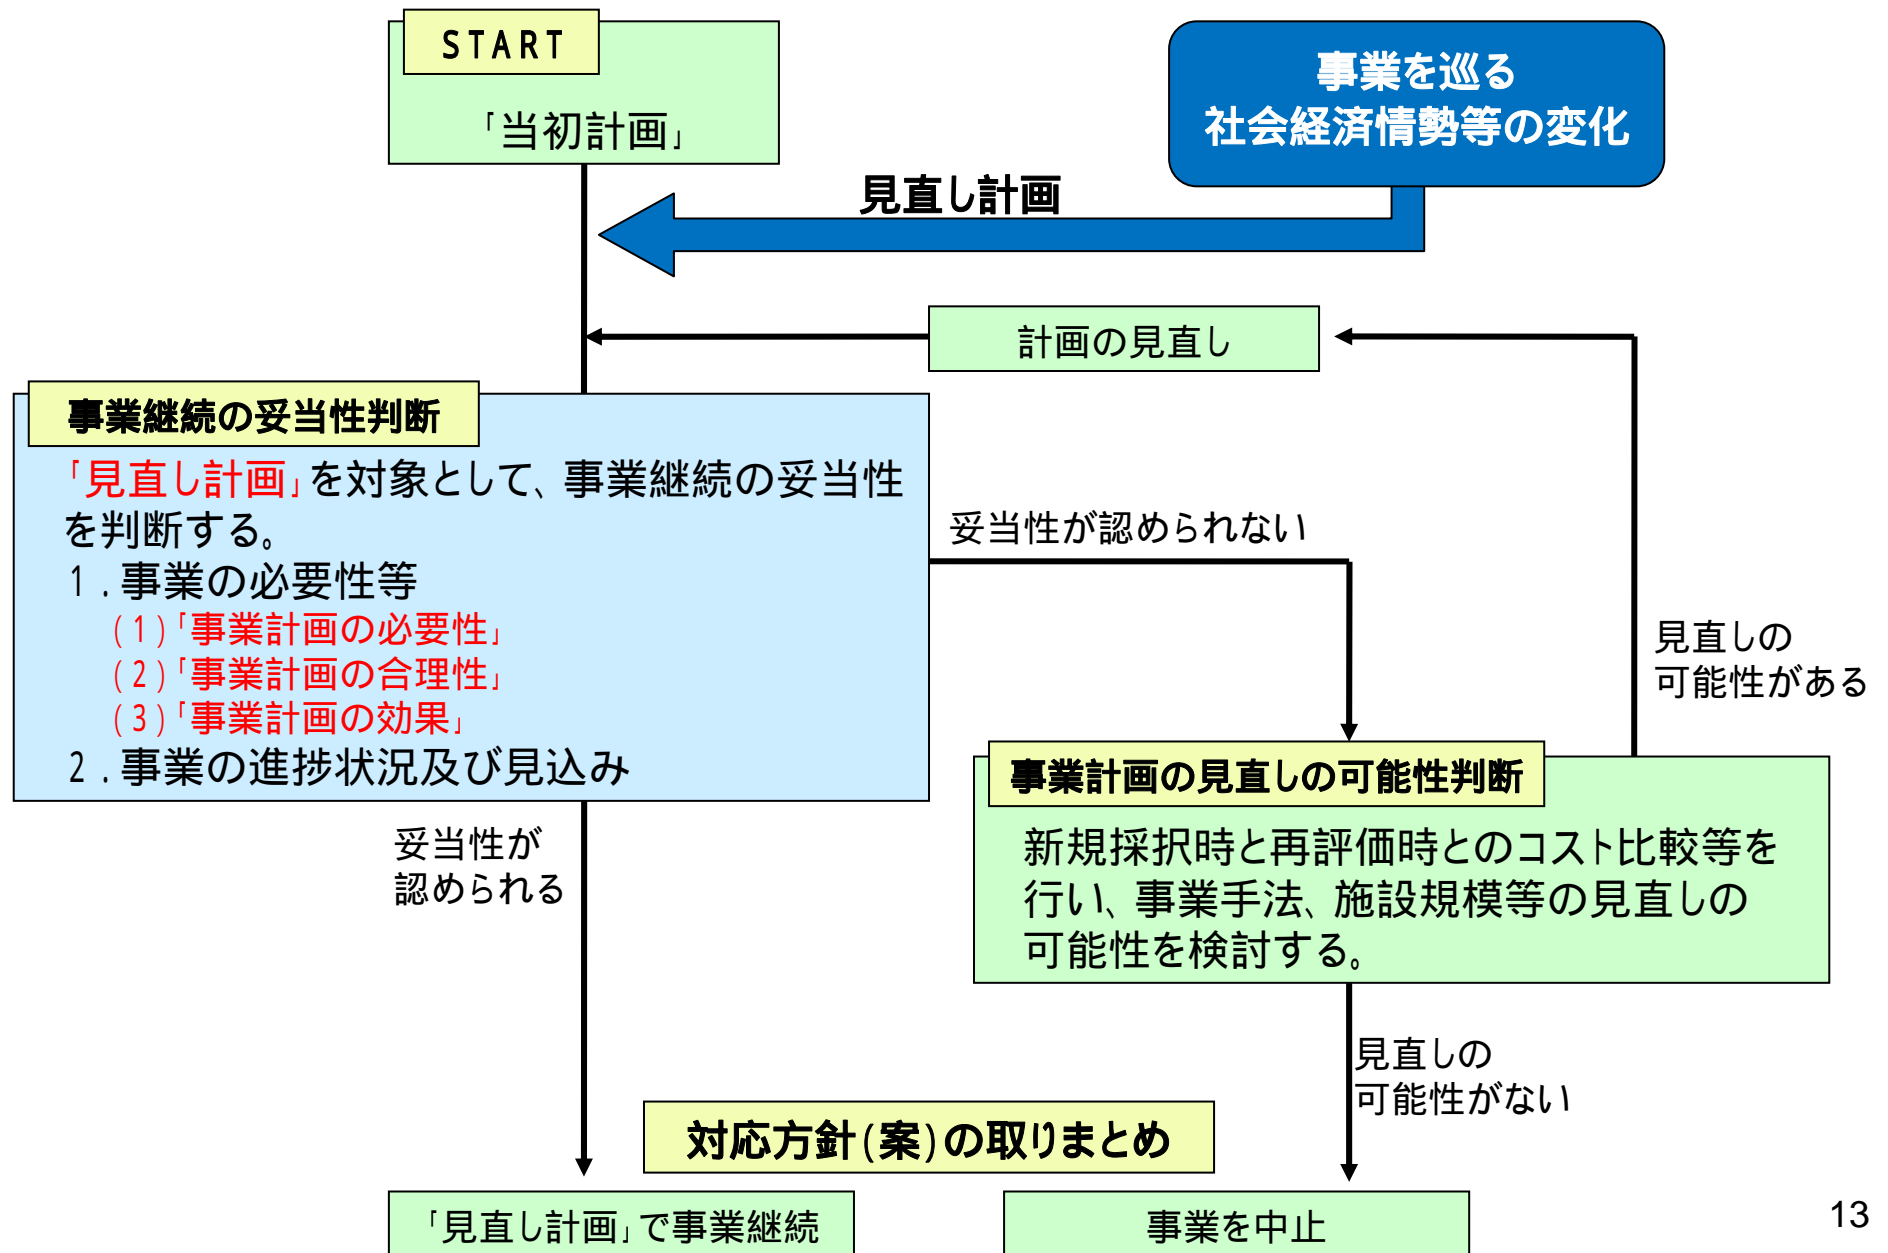 START
「当初計画」
事業を巡る
社会経済情勢等の変化
見直し計画
計画の見直し
事業継続の妥当性判断
「見直し計画」を対象として、事業継続の妥当性
を判断する。
1.事業の必要性等
(1)「事業計画の必要性」
(2)「事業計画の合理性」
(3)「事業計画の効果」
2.事業の進捗状況及び見込み
妥当性が認められない
見直しの
可能性がある
事業計画の見直しの可能性判断
新規採択時と再評価時とのコスト比較等を
行い、事業手法、施設規模等の見直しの
可能性を検討する。
妥当性が
認められる
見直しの
可能性がない
対応方針(案)の取りまとめ
「見直し計画」で事業継続
事業を中止
13